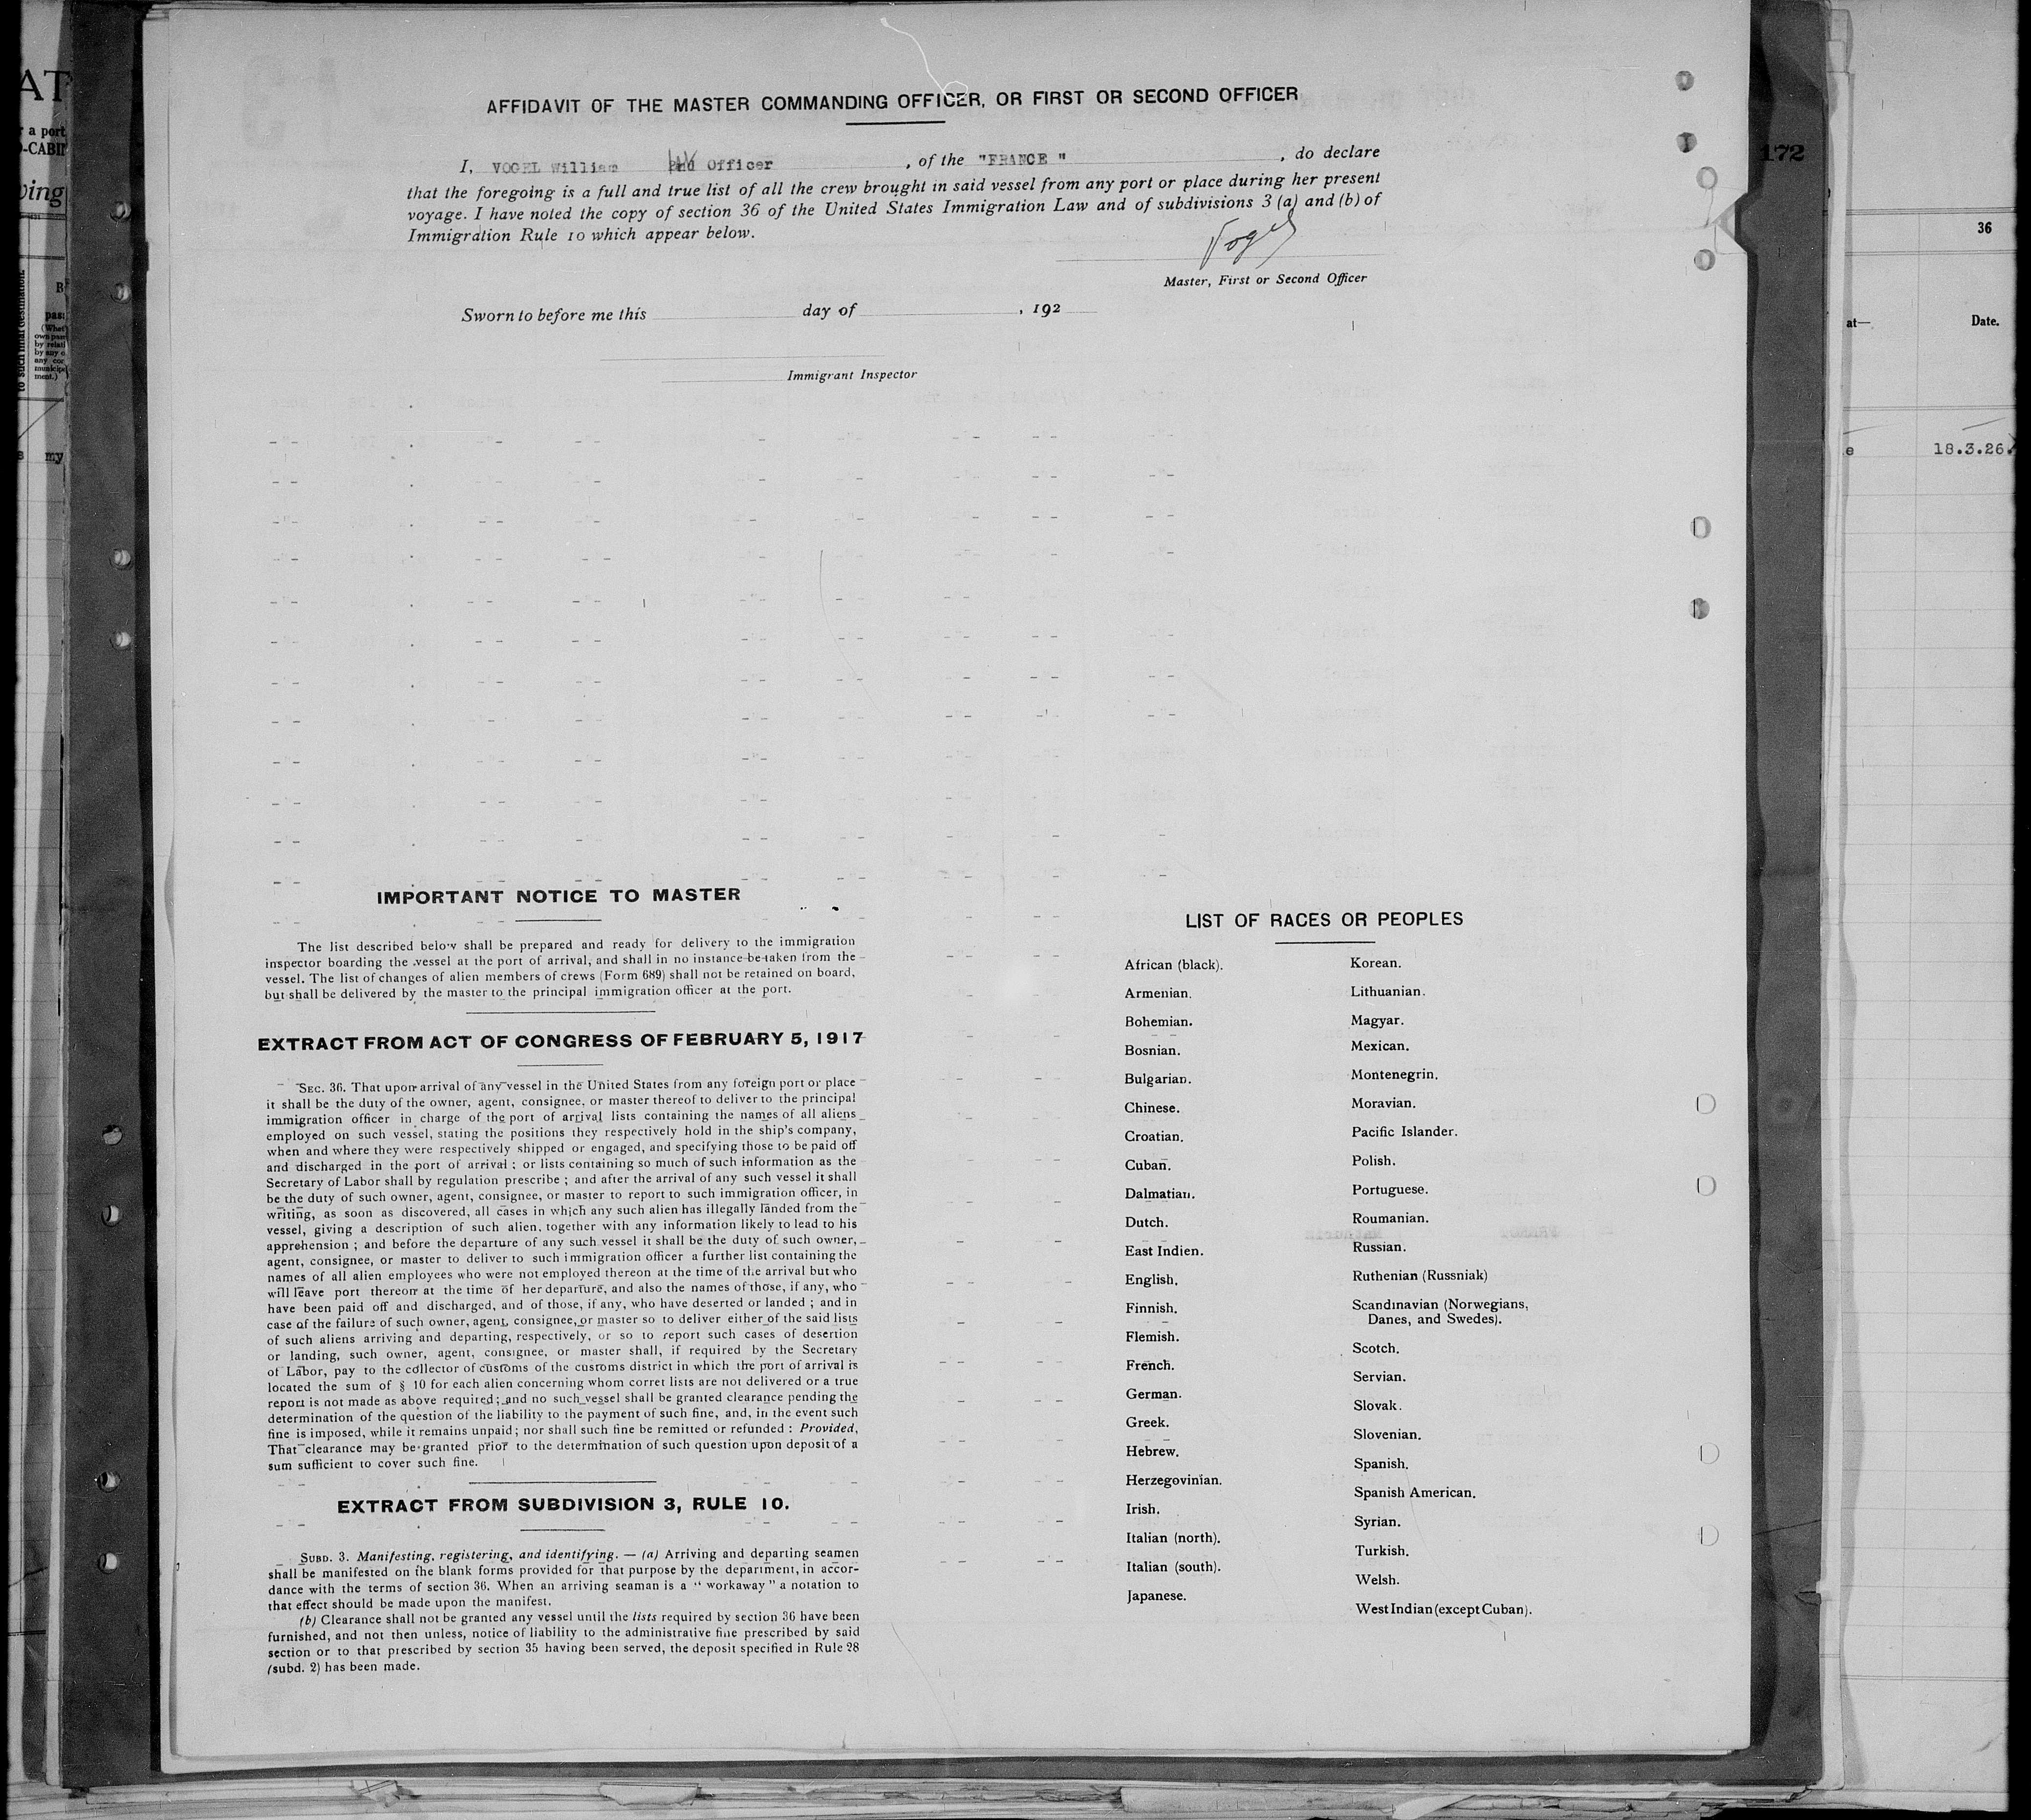 AFFIDAVIT OF THE MASTER COMMANDING OFFICER, OR FIRST OR SECOND OFFICER
I, VOGEL William Officer , of the "FRANCE " , do declare
that the foregoing is a full and true list of all the crew brought in said vessel from any port or place during her present
voyage. I have noted the copy of section 36 of the United States Immigration Law and of subdivisions 3 (a) and (b) of
Immigration Rule 10 which appear below.
Vogel
Master, First or Second Officer
Sworn to before me this day of , 192
Immigrant Inspector
IMPORTANT NOTICE TO MASTER
The list described below shall be prepared and ready for delivery to the immigration
inspector boarding the vessel at the port of arrival, and shall in no instance be taken from the
vessel. The list of changes of alien members of crews (Form 689) shall not be retained on board,
but shall be delivered by the master to the principal immigration officer at the port.
EXTRACT FROM ACT OF CONGRESS OF FEBRUARY 5, 1917
SEC. 36. That upon arrival of any vessel in the United States from any foreign port or place
it shall be the duty of the owner, agent, consignee, or master thereof to deliver to the principal
immigration officer in charge of the port of arrival lists containing the names of all aliens
employed on such vessel, stating the positions they respectively hold in the ship's company,
when and where they were respectively shipped or engaged, and specifying those to be paid off
and discharged in the port of arrival ; or lists containing so much of such information as the
Secretary of Labor shall by regulation prescribe ; and after the arrival of any such vessel it shall
be the duty of such owner, agent, consignee, or master to report to such immigration officer, in
writing, as soon as discovered, all cases in which any such alien has illegally landed from the
vessel, giving a description of such alien, together with any information likely to lead to his
apprehension ; and before the departure of any such vessel it shall be the duty of such owner,
agent, consignee, or master to deliver to such immigration officer a further list containing the
names of all alien employees who were not employed thereon at the time of the arrival but who
will leave port thereon at the time of her departure, and also the names of those, if any, who
have been paid off and discharged, and of those, if any, who have deserted or landed ; and in
case of the failure of such owner, agent, consignee, or master so to deliver either of the said lists
of such aliens arriving and departing, respectively, or so to report such cases of desertion
or landing, such owner, agent, consignee, or master shall, if required by the Secretary
of Labor, pay to the collector of customs of the customs district in which the port of arrival is
located the sum of § 10 for each alien concerning whom corret lists are not delivered or a true
report is not made as above required ; and no such vessel shall be granted clearance pending the
determination of the question of the liability to the payment of such fine, and, in the event such
fine is imposed, while it remains unpaid ; nor shall such fine be remitted or refunded : Provided,
That clearance may be granted prior to the determination of such question upon deposit of a
sum sufficient to cover such fine.
EXTRACT FROM SUBDIVISION 3, RULE 10.
SUBD. 3. Manifesting, registering, and identifying. — (a) Arriving and departing seamen
shall be manifested on the blank forms provided for that purpose by the department, in accor-
dance with the terms of section 36. When an arriving seaman is a " workaway " a notation to
that effect should be made upon the manifest.
(b) Clearance shall not be granted any vessel until the lists required by section 36 have been
furnished, and not then unless, notice of liability to the administrative fine prescribed by said
section or to that prescribed by section 35 having been served, the deposit specified in Rule 28
(subd. 2) has been made.
LIST OF RACES OR PEOPLES
African (black).
Armenian.
Bohemian.
Bosnian.
Bulgarian.
Chinese.
Croatian.
Cuban.
Dalmatian.
Dutch.
East Indien.
English.
Finnish.
Flemish.
French.
German.
Greek.
Hebrew.
Herzegovinian.
Irish.
Italian (north).
Italian (south).
Japanese.
Korean.
Lithuanian.
Magyar.
Mexican.
Montenegrin.
Moravian.
Pacific Islander.
Polish.
Portuguese.
Roumanian.
Russian.
Ruthenian (Russniak)
Scandinavian (Norwegians,
Danes, and Swedes).
Scotch.
Servian.
Slovak.
Slovenian.
Spanish.
Spanish American.
Syrian.
Turkish.
Welsh.
West Indian (except Cuban).
172
36
at—
Date.
18.3.26.